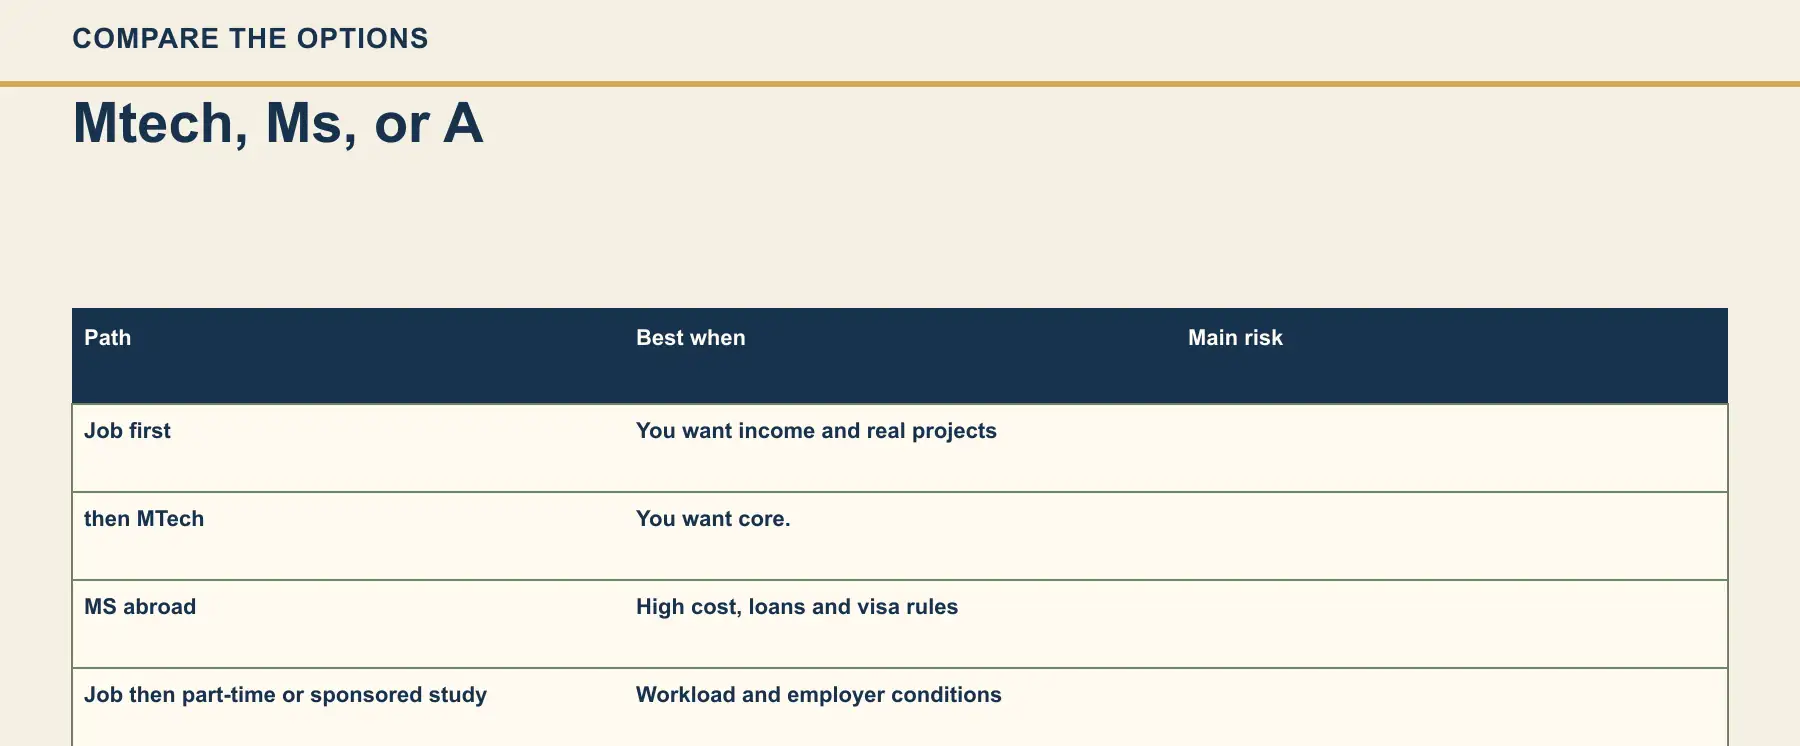 COMPARE THE OPTIONS
Mtech, Ms, or A
Path Best when Main risk
Job first You want income and real projects
then MTech You want core.
MS abroad High cost, loans and visa rules
Job then part-time or sponsored study Workload and employer conditions